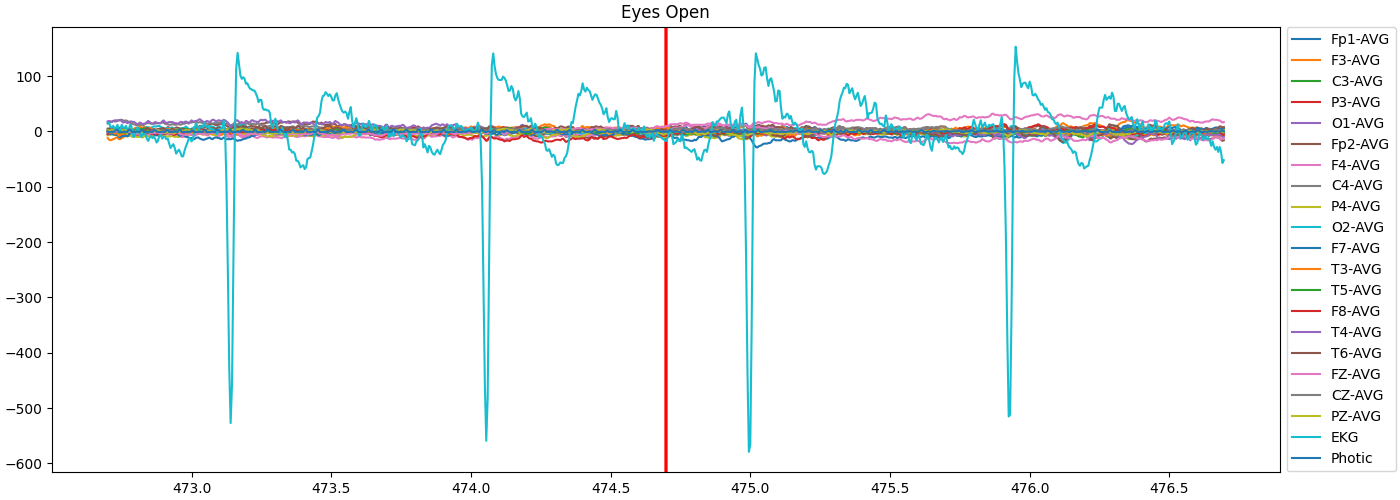 Eyes Open
100
0
−100
−200
−300
−400
−500
−600
473.0 473.5 474.0 474.5 475.0 475.5 476.0 476.5
Fp1-AVG
F3-AVG
C3-AVG
P3-AVG
O1-AVG
Fp2-AVG
F4-AVG
C4-AVG
P4-AVG
O2-AVG
F7-AVG
T3-AVG
T5-AVG
F8-AVG
T4-AVG
T6-AVG
FZ-AVG
CZ-AVG
PZ-AVG
EKG
Photic